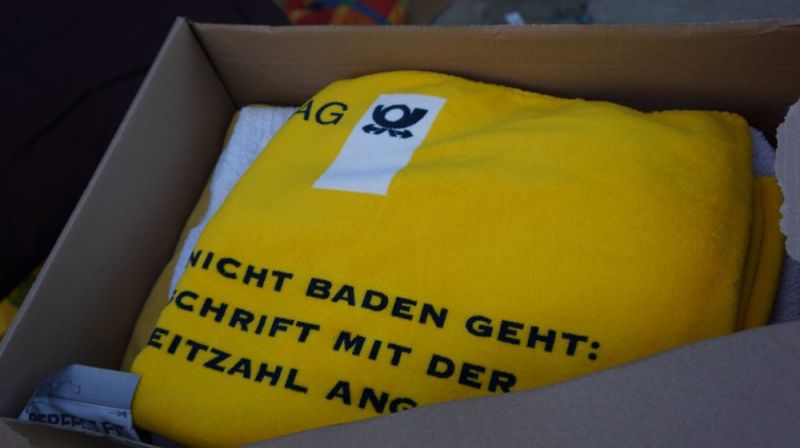 AG
NICHT BADEN GEHT:
SCHRIFT MIT DER
EITZAHL ANG